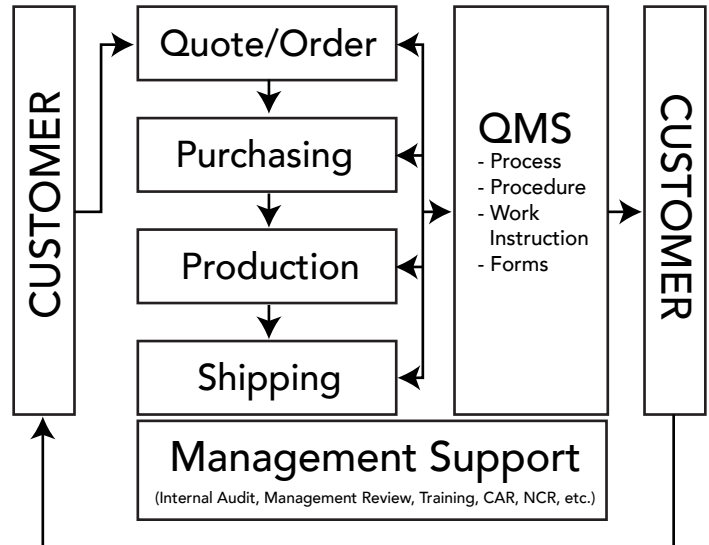 CUSTOMER
Quote/Order
Purchasing
Production
Shipping
QMS
- Process
- Procedure
- Work
Instruction
- Forms
CUSTOMER
Management Support
(Internal Audit, Management Review, Training, CAR, NCR, etc.)